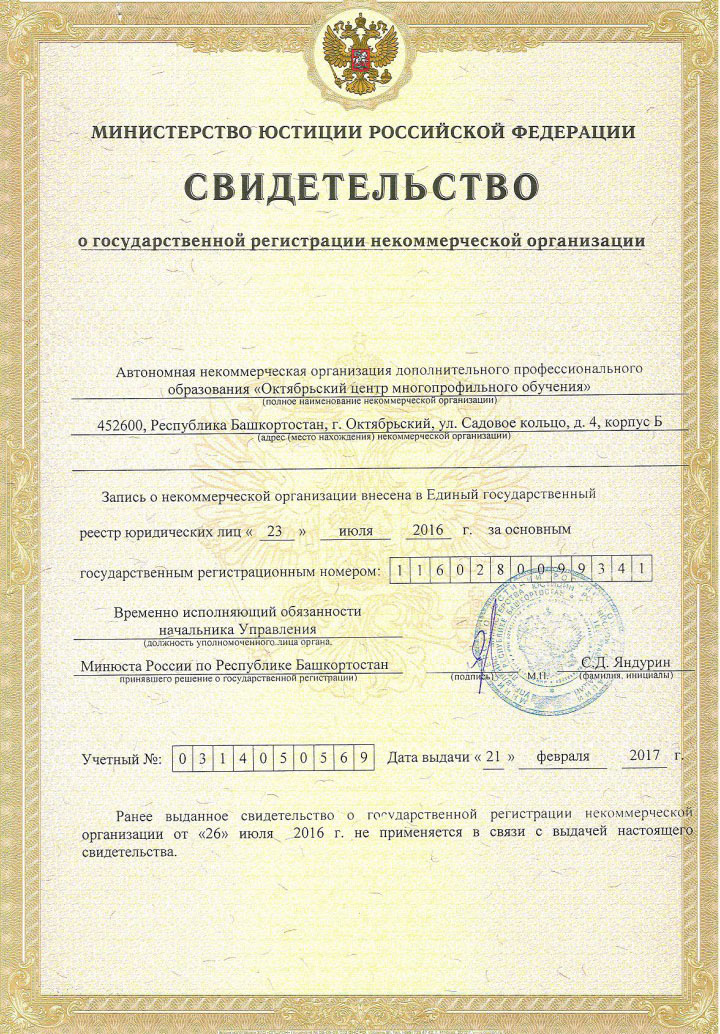 МИНИСТЕРСТВО ЮСТИЦИИ РОССИЙСКОЙ ФЕДЕРАЦИИ
СВИДЕТЕЛЬСТВО
о государственной регистрации некоммерческой организации
Автономная некоммерческая организация дополнительного профессионального
образования «Октябрьский центр многопрофильного обучения»
(полное наименование некоммерческой организации)
452600, Республика Башкортостан, г. Октябрьский, ул. Садовое кольцо, д. 4, корпус Б
(адрес (место нахождения) некоммерческой организации)
Запись о некоммерческой организации внесена в Единый государственный
реестр юридических лиц « 23 » июля 2016 г. за основным
государственным регистрационным номером: 1 1 6 0 2 8 0 0 9 9 3 4 1
Временно исполняющий обязанности
начальника Управления
(должность уполномоченного лица органа,
Минюста России по Республике Башкортостан С.Д. Яндурин
принявшего решение о государственной регистрации) (подпись) М.П. (фамилия, инициалы)
Учетный №: 0 3 1 4 0 5 0 5 6 9 Дата выдачи « 21 » февраля 2017 г.
Ранее выданное свидетельство о государственной регистрации некоммерческой
организации от «26» июля 2016 г. не применяется в связи с выдачей настоящего
свидетельства.